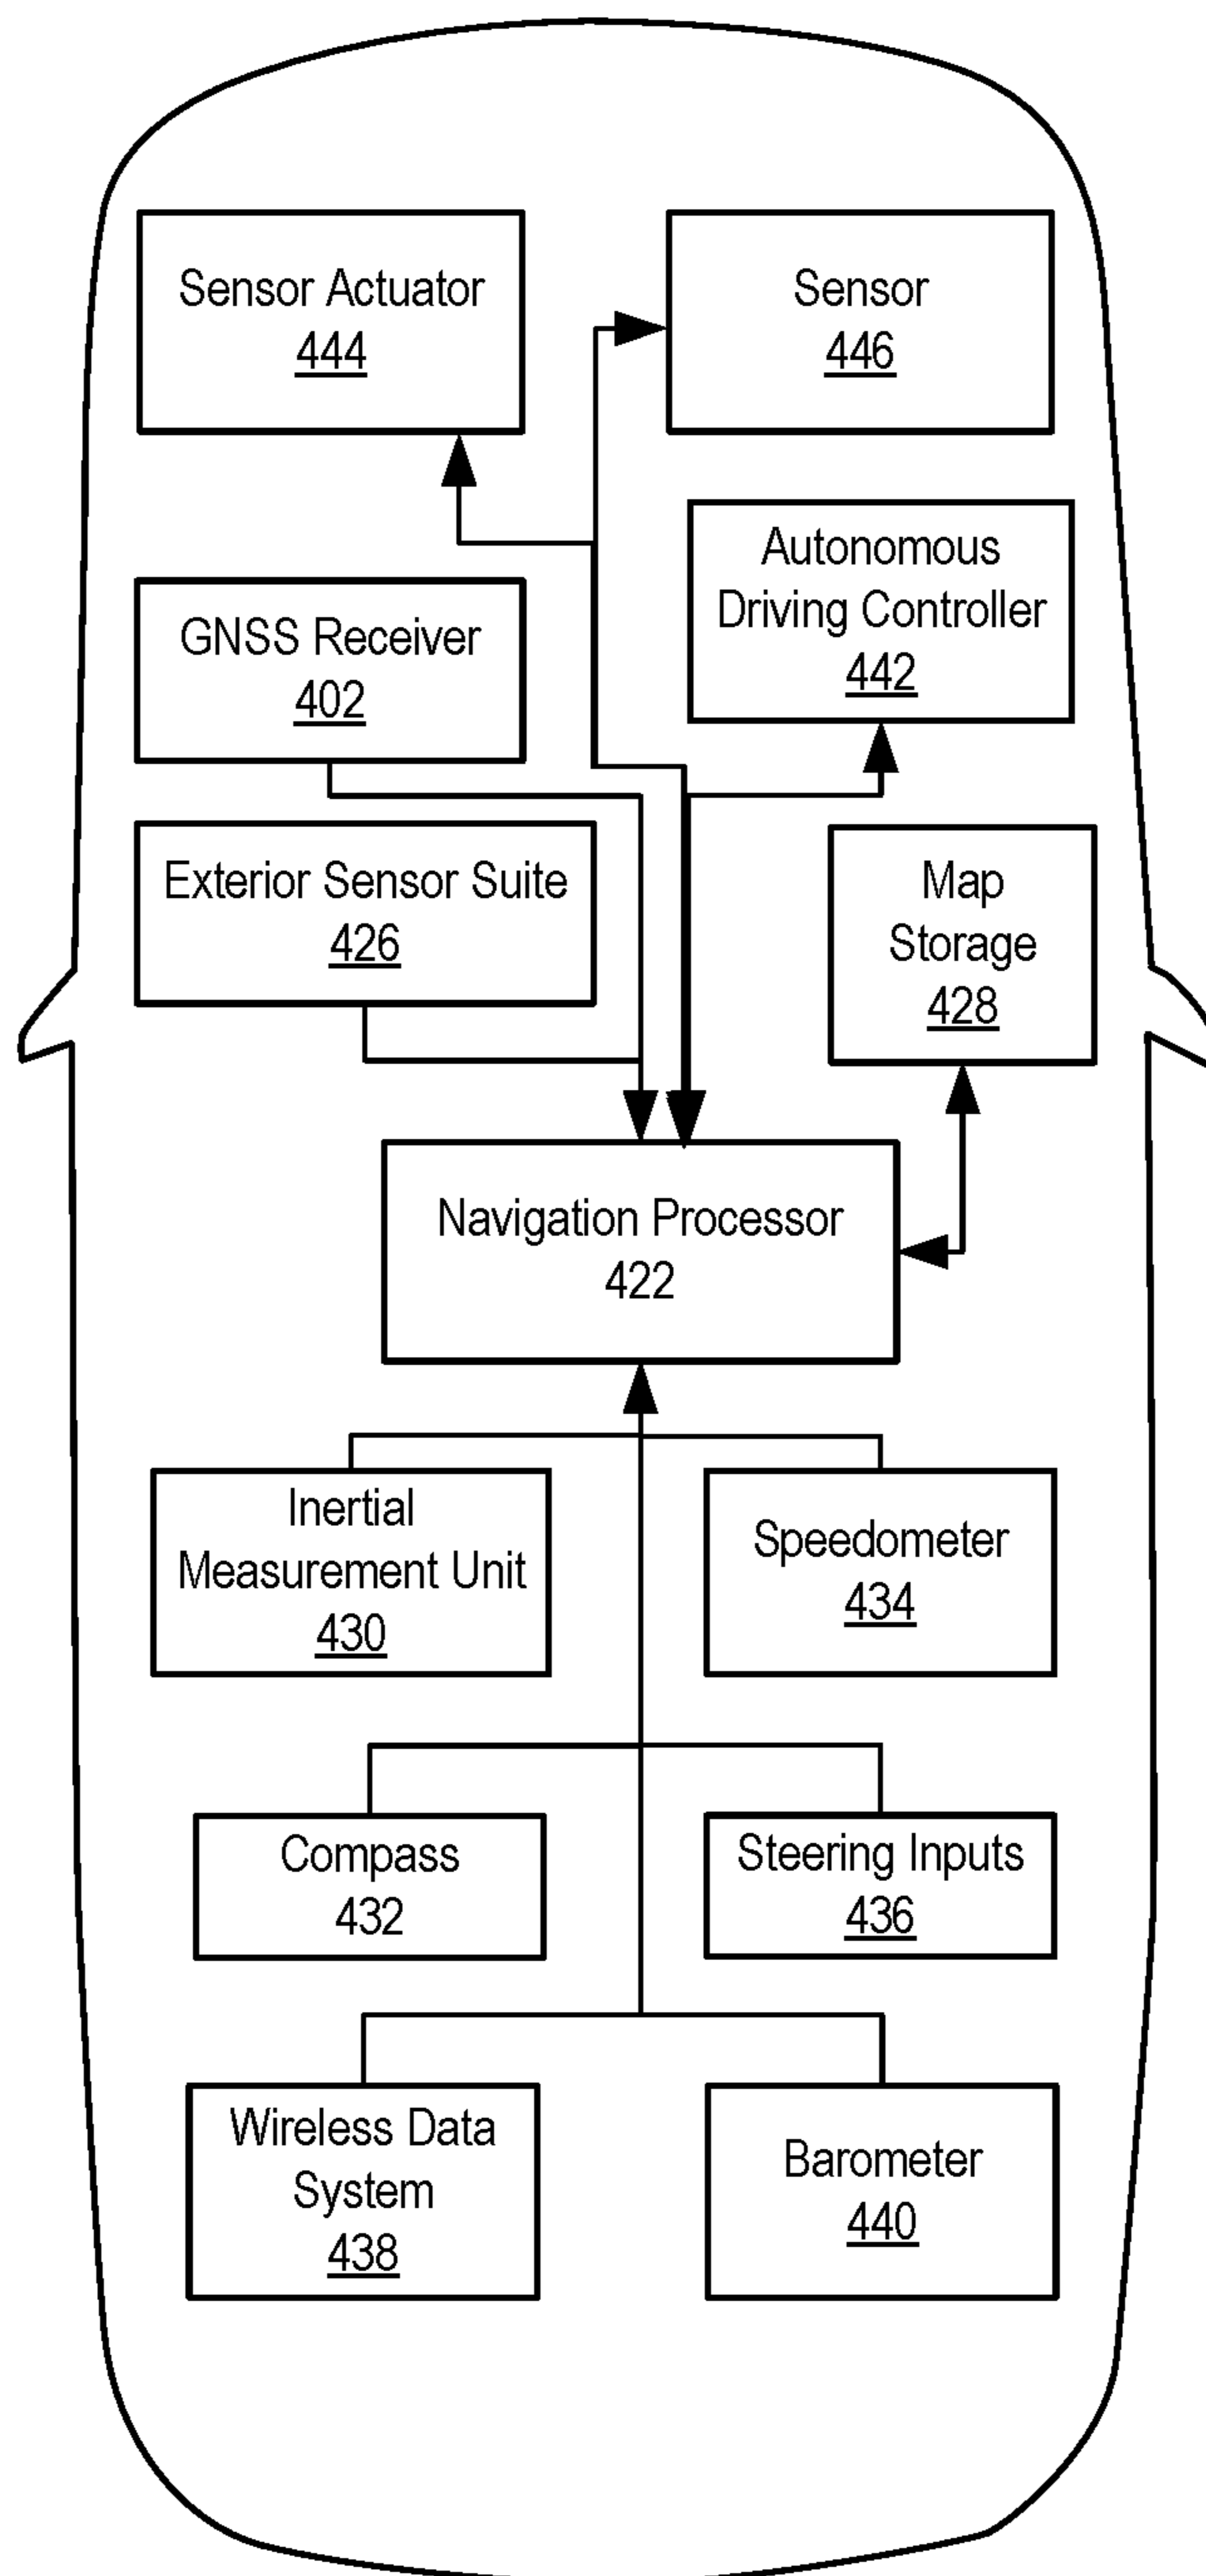 Sensor Actuator
444
Sensor
446
Autonomous
Driving Controller
442
GNSS Receiver
402
Exterior Sensor Suite
426
Map
Storage
428
Navigation Processor
422
Inertial
Measurement Unit
430
Speedometer
434
Compass
432
Steering Inputs
436
Wireless Data
System
438
Barometer
440